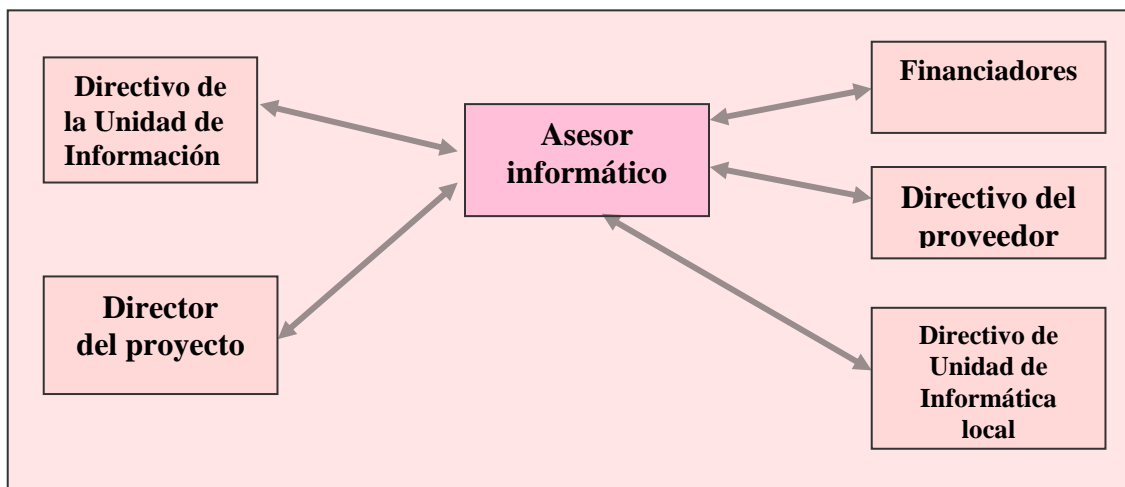 Directivo de
la Unidad de
Información
Director
del proyecto
Asesor
informático
Financiadores
Directivo del
proveedor
Directivo de
Unidad de
Informática
local